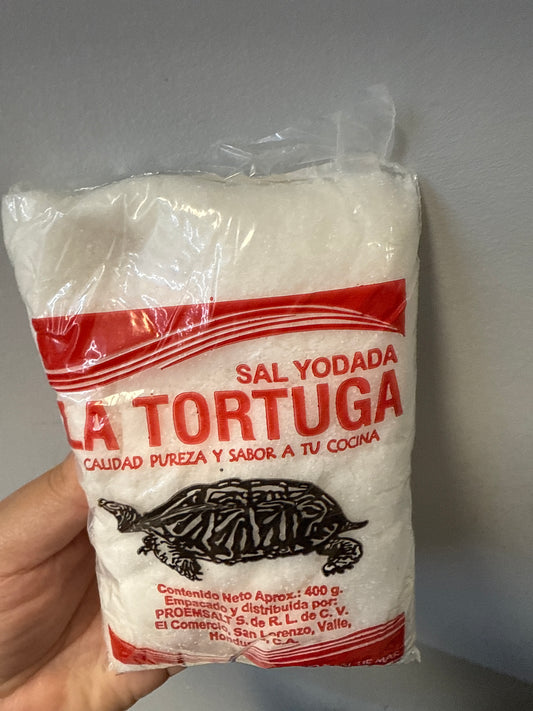 SAL YODADA
LA TORTUGA
CALIDAD PUREZA Y SABOR A TU COCINA
Contenido Neto Aprox.: 400 g.
Empacado y distribuida por:
PROEMSALT S. de R. L. de C. V.
El Comercio, San Lorenzo, Valle,
Honduras, C.A.